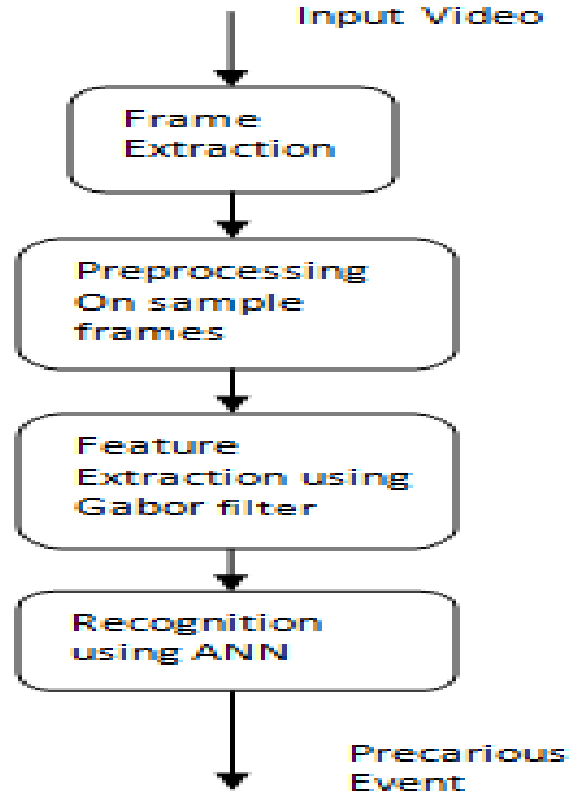 Input Video
Frame
Extraction
Preprocessing
On sample
frames
Feature
Extraction using
Gabor filter
Recognition
using ANN
Precarious
Event